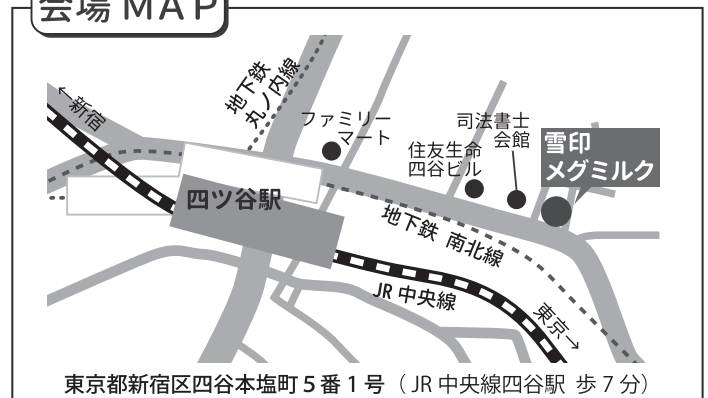 会場 MAP
地下鉄
丸ノ内線
←新宿
ファミリー
マート
司法書士
会館
住友生命
四谷ビル
雪印
メグミルク
四ツ谷駅
地下鉄 南北線
JR 中央線
東京→
東京都新宿区四谷本塩町 5 番 1 号（ JR 中央線四谷駅 歩 7 分）